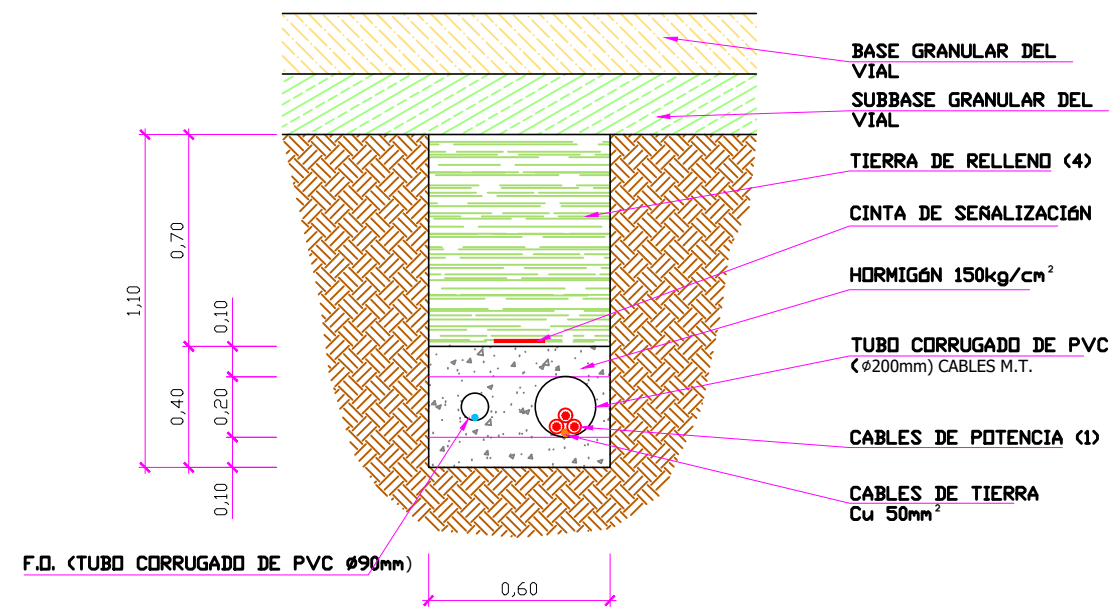 BASE GRANULAR DEL
VIAL
SUBBASE GRANULAR DEL
VIAL
TIERRA DE RELLENO (4)
CINTA DE SEÑALIZACIÓN
HORMIGÓN 150kg/cm²
TUBO CORRUGADO DE PVC
(Ø200mm) CABLES M.T.
CABLES DE POTENCIA (1)
CABLES DE TIERRA
Cu 50mm²
1,10
0,70
0,40
0,10
0,20
0,10
F.O. (TUBO CORRUGADO DE PVC Ø90mm)
0,60